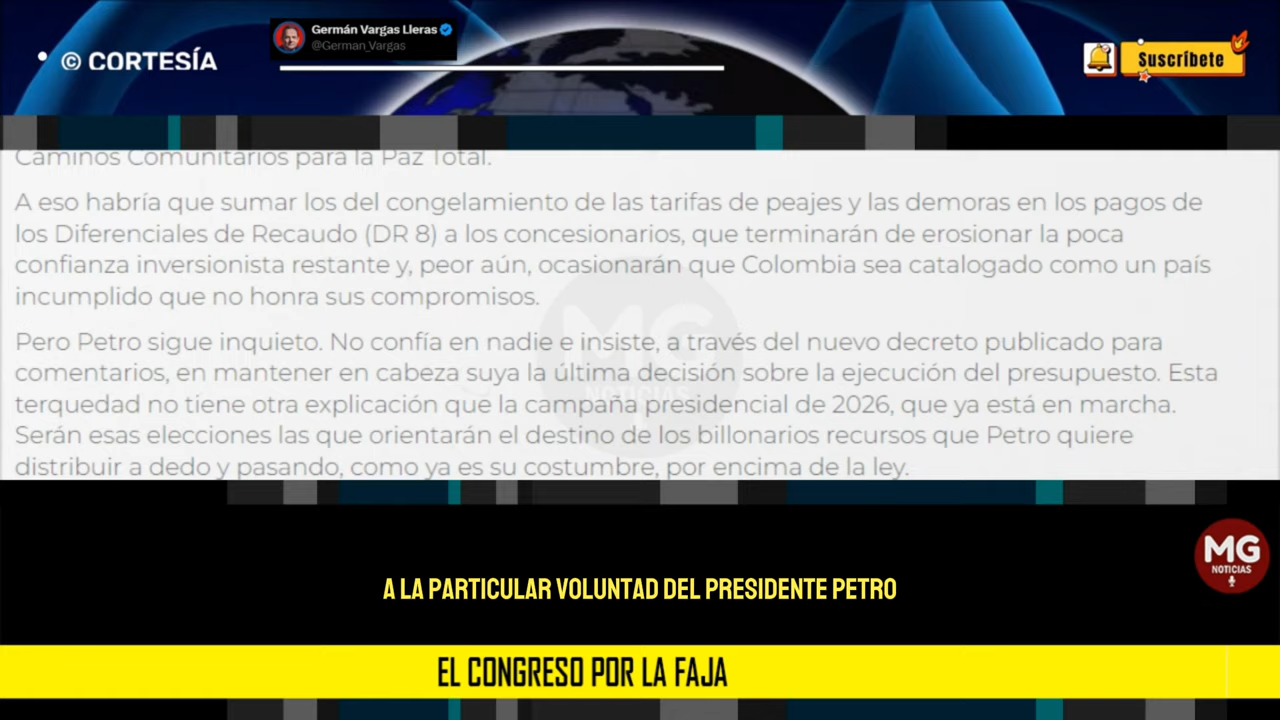 Germán Vargas Lleras
@German_Vargas
© CORTESÍA
Suscríbete
Caminos Comunitarios para la Paz Total.
A eso habría que sumar los del congelamiento de las tarifas de peajes y las demoras en los pagos de
los Diferenciales de Recaudo (DR 8) a los concesionarios, que terminarán de erosionar la poca
confianza inversionista restante y, peor aún, ocasionarán que Colombia sea catalogado como un país
incumplido que no honra sus compromisos.
Pero Petro sigue inquieto. No confía en nadie e insiste, a través del nuevo decreto publicado para
comentarios, en mantener en cabeza suya la última decisión sobre la ejecución del presupuesto. Esta
terquedad no tiene otra explicación que la campaña presidencial de 2026, que ya está en marcha.
Serán esas elecciones las que orientarán el destino de los billonarios recursos que Petro quiere
distribuir a dedo y pasando, como ya es su costumbre, por encima de la ley.
MG
NOTICIAS
MG
NOTICIAS
A LA PARTICULAR VOLUNTAD DEL PRESIDENTE PETRO
EL CONGRESO POR LA FAJA